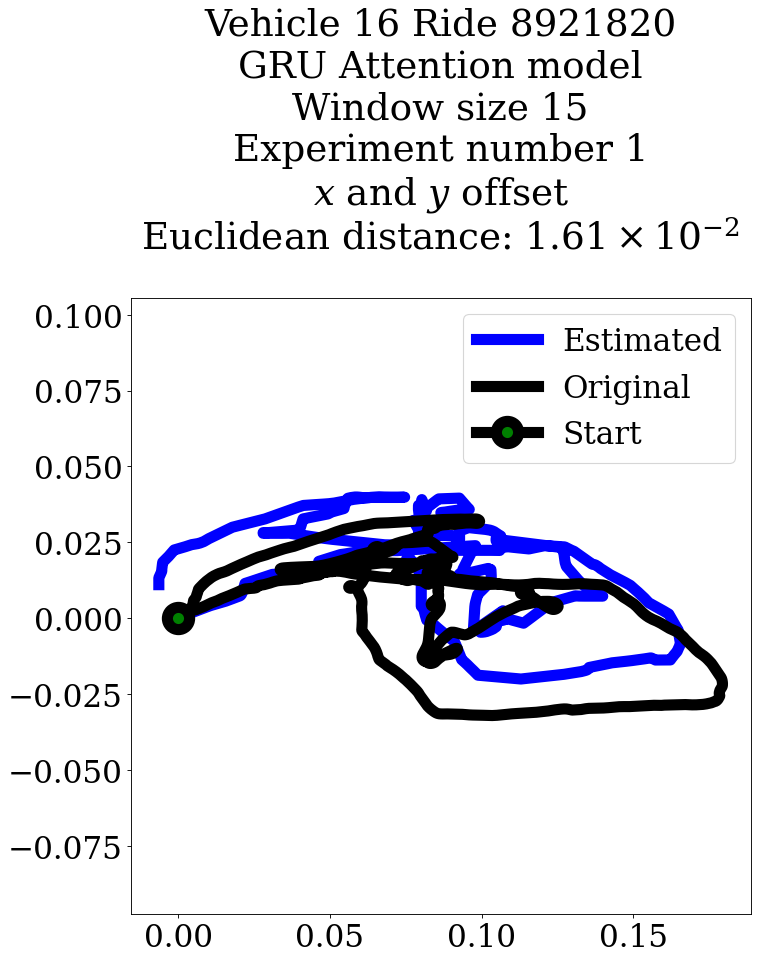 Vehicle 16 Ride 8921820
GRU Attention model
Window size 15
Experiment number 1
x and y offset
Euclidean distance: 1.61 × 10⁻²
Estimated
Original
Start
0.100
0.075
0.050
0.025
0.000
−0.025
−0.050
−0.075
0.00 0.05 0.10 0.15